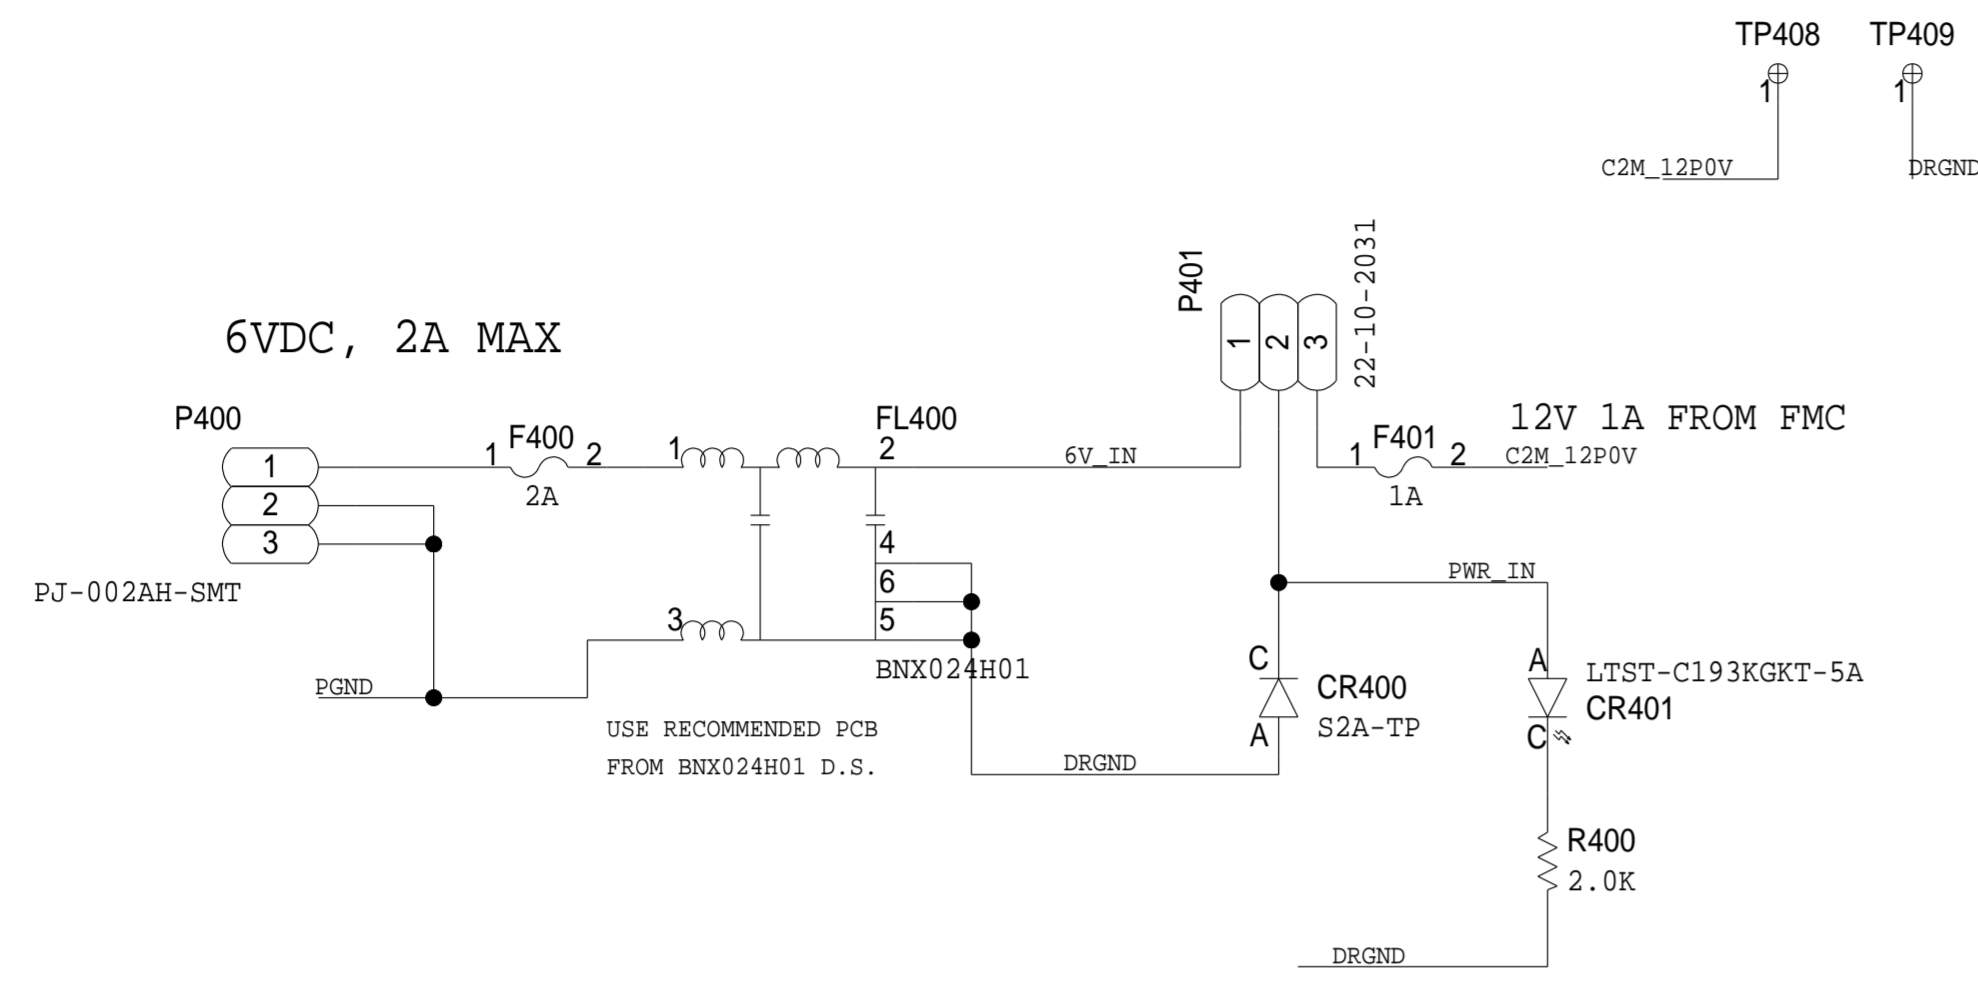 TP408 TP409
1 1
C2M_12P0V DRGND
P401
22-10-2031
1 2 3
6VDC, 2A MAX
P400
1
2
3
PJ-002AH-SMT
1 F400 2
2A
FL400
1 2
6V_IN
12V 1A FROM FMC
1 F401 2
C2M_12P0V
1A
4
6
3 5
BNX024H01
PGND
USE RECOMMENDED PCB
FROM BNX024H01 D.S.
DRGND
PWR_IN
C
CR400
A
S2A-TP
A
LTST-C193KGKT-5A
CR401
C
R400
2.0K
DRGND